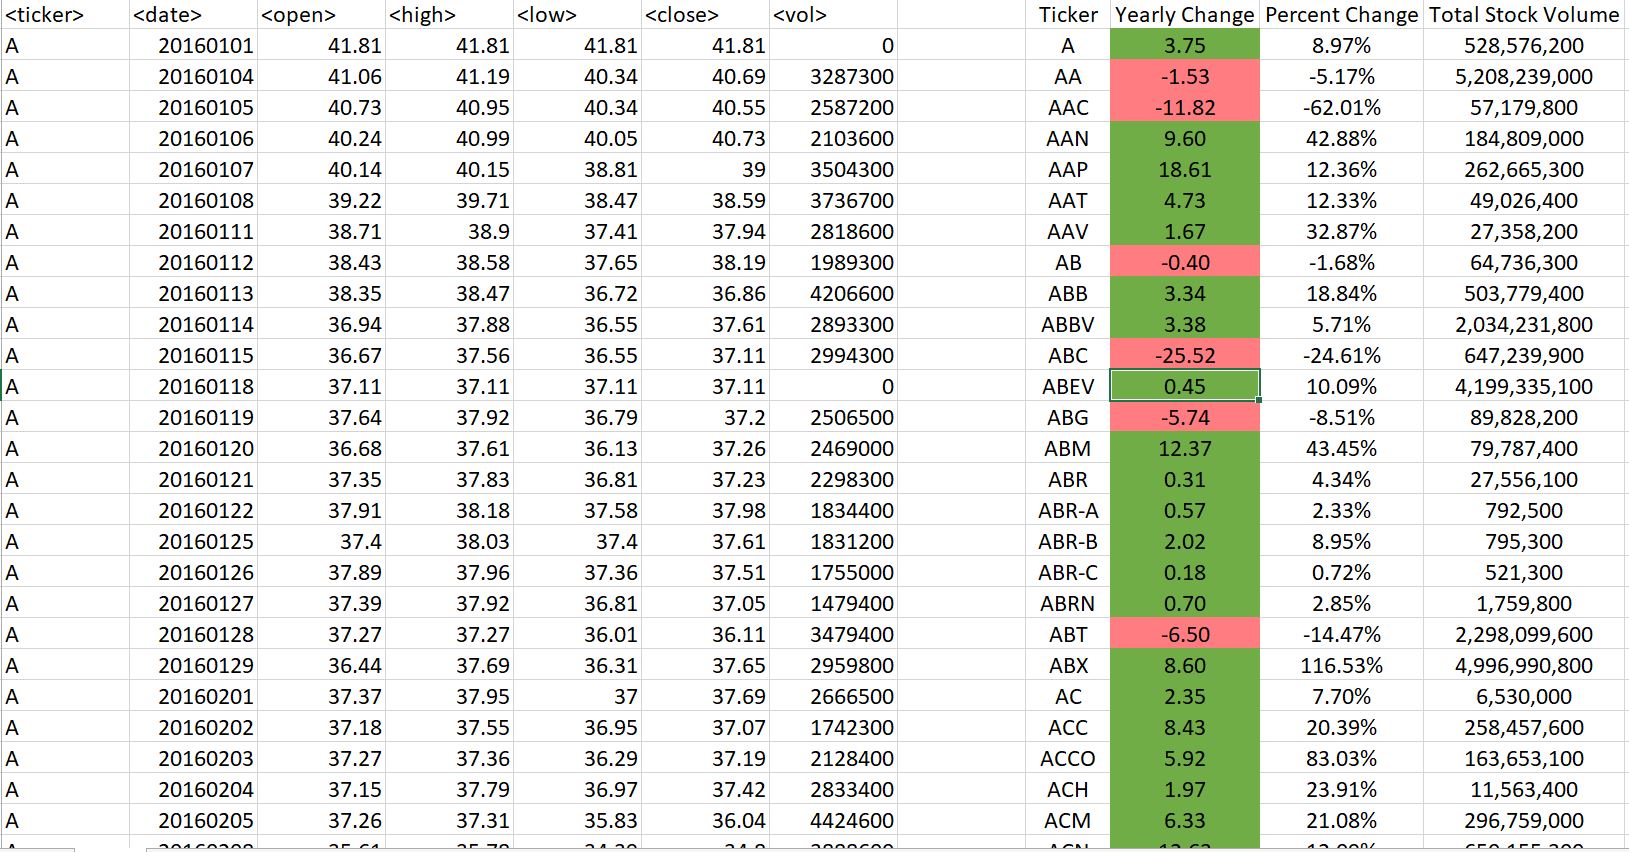 <ticker> <date> <open> <high> <low> <close> <vol> Ticker Yearly Change Percent Change Total Stock Volume
A 20160101 41.81 41.81 41.81 41.81 0 A 3.75 8.97% 528,576,200
A 20160104 41.06 41.19 40.34 40.69 3287300 AA -1.53 -5.17% 5,208,239,000
A 20160105 40.73 40.95 40.34 40.55 2587200 AAC -11.82 -62.01% 57,179,800
A 20160106 40.24 40.99 40.05 40.73 2103600 AAN 9.60 42.88% 184,809,000
A 20160107 40.14 40.15 38.81 39 3504300 AAP 18.61 12.36% 262,665,300
A 20160108 39.22 39.71 38.47 38.59 3736700 AAT 4.73 12.33% 49,026,400
A 20160111 38.71 38.9 37.41 37.94 2818600 AAV 1.67 32.87% 27,358,200
A 20160112 38.43 38.58 37.65 38.19 1989300 AB -0.40 -1.68% 64,736,300
A 20160113 38.35 38.47 36.72 36.86 4206600 ABB 3.34 18.84% 503,779,400
A 20160114 36.94 37.88 36.55 37.61 2893300 ABBV 3.38 5.71% 2,034,231,800
A 20160115 36.67 37.56 36.55 37.11 2994300 ABC -25.52 -24.61% 647,239,900
A 20160118 37.11 37.11 37.11 37.11 0 ABEV 0.45 10.09% 4,199,335,100
A 20160119 37.64 37.92 36.79 37.2 2506500 ABG -5.74 -8.51% 89,828,200
A 20160120 36.68 37.61 36.13 37.26 2469000 ABM 12.37 43.45% 79,787,400
A 20160121 37.35 37.83 36.81 37.23 2298300 ABR 0.31 4.34% 27,556,100
A 20160122 37.91 38.18 37.58 37.98 1834400 ABR-A 0.57 2.33% 792,500
A 20160125 37.4 38.03 37.4 37.61 1831200 ABR-B 2.02 8.95% 795,300
A 20160126 37.89 37.96 37.36 37.51 1755000 ABR-C 0.18 0.72% 521,300
A 20160127 37.39 37.92 36.81 37.05 1479400 ABRN 0.70 2.85% 1,759,800
A 20160128 37.27 37.27 36.01 36.11 3479400 ABT -6.50 -14.47% 2,298,099,600
A 20160129 36.44 37.69 36.31 37.65 2959800 ABX 8.60 116.53% 4,996,990,800
A 20160201 37.37 37.95 37 37.69 2666500 AC 2.35 7.70% 6,530,000
A 20160202 37.18 37.55 36.95 37.07 1742300 ACC 8.43 20.39% 258,457,600
A 20160203 37.27 37.36 36.29 37.19 2128400 ACCO 5.92 83.03% 163,653,100
A 20160204 37.15 37.79 36.97 37.42 2833400 ACH 1.97 23.91% 11,563,400
A 20160205 37.26 37.31 35.83 36.04 4424600 ACM 6.33 21.08% 296,759,000